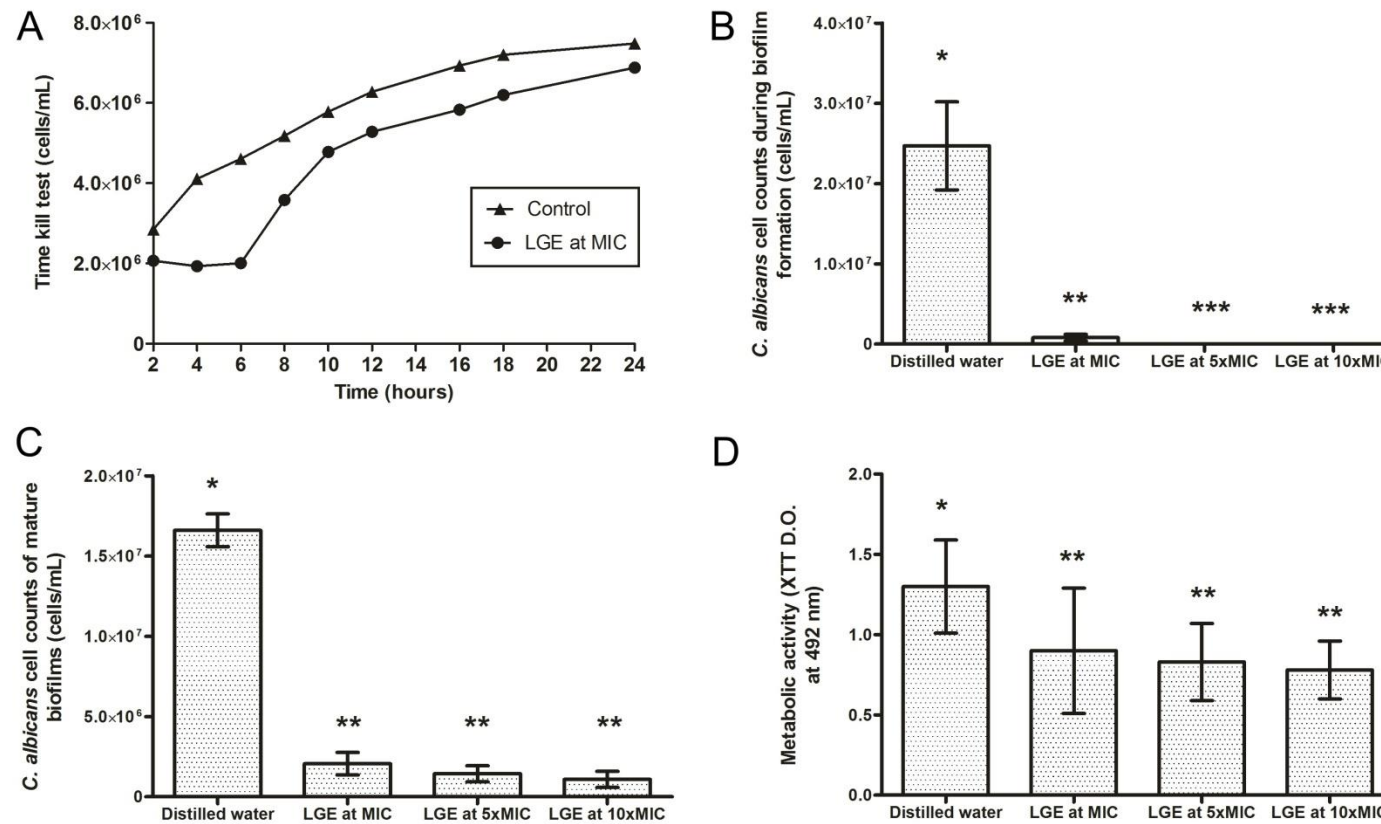 A
8.0×10⁶
6.0×10⁶
4.0×10⁶
2.0×10⁶
0
Time kill test (cells/mL)
2 4 6 8 10 12 14 16 18 20 22 24
Time (hours)
Control
LGE at MIC
B
4.0×10⁷
3.0×10⁷
2.0×10⁷
1.0×10⁷
0
C. albicans cell counts during biofilm
formation (cells/mL)
*
**
***
***
Distilled water LGE at MIC LGE at 5xMIC LGE at 10xMIC
C
2.0×10⁷
1.5×10⁷
1.0×10⁷
5.0×10⁶
0
C. albicans cell counts of mature
biofilms (cells/mL)
*
**
**
**
Distilled water LGE at MIC LGE at 5xMIC LGE at 10xMIC
D
2.0
1.5
1.0
0.5
0.0
Metabolic activity (XTT D.O.
at 492 nm)
*
**
**
**
Distilled water LGE at MIC LGE at 5xMIC LGE at 10xMIC